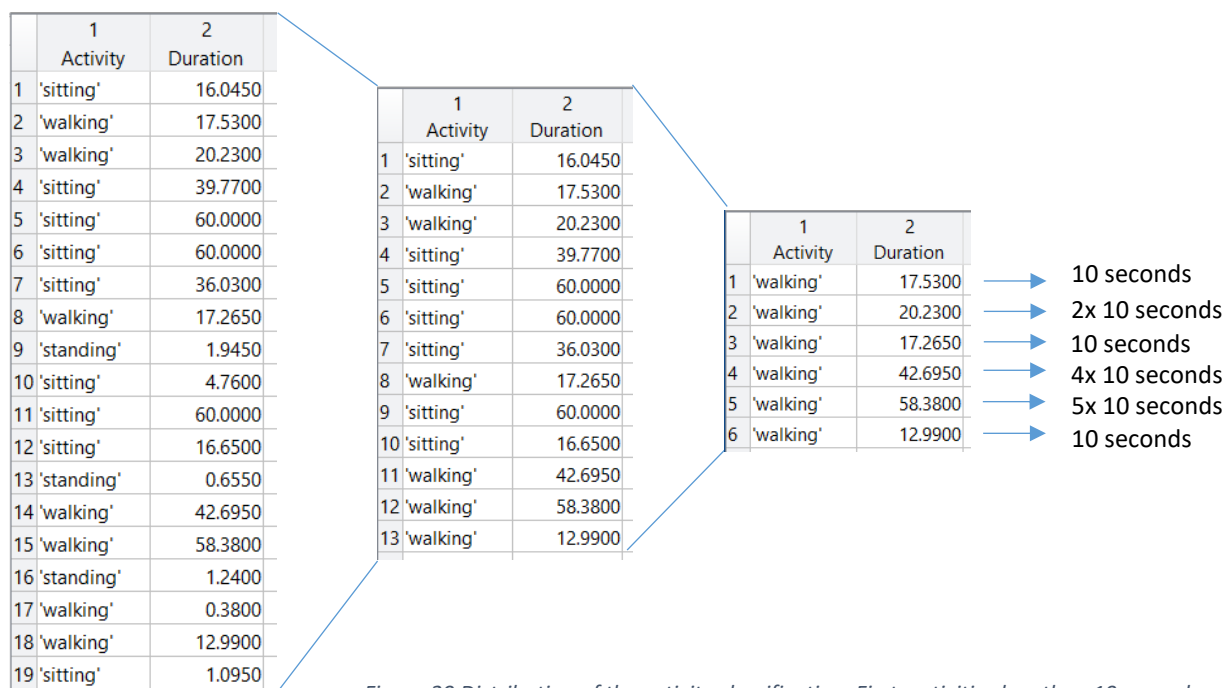 1 2
Activity Duration
1 'sitting' 16.0450
2 'walking' 17.5300
3 'walking' 20.2300
4 'sitting' 39.7700
5 'sitting' 60.0000
6 'sitting' 60.0000
7 'sitting' 36.0300
8 'walking' 17.2650
9 'standing' 1.9450
10 'sitting' 4.7600
11 'sitting' 60.0000
12 'sitting' 16.6500
13 'standing' 0.6550
14 'walking' 42.6950
15 'walking' 58.3800
16 'standing' 1.2400
17 'walking' 0.3800
18 'walking' 12.9900
19 'sitting' 1.0950
1 2
Activity Duration
1 'sitting' 16.0450
2 'walking' 17.5300
3 'walking' 20.2300
4 'sitting' 39.7700
5 'sitting' 60.0000
6 'sitting' 60.0000
7 'sitting' 36.0300
8 'walking' 17.2650
9 'sitting' 60.0000
10 'sitting' 16.6500
11 'walking' 42.6950
12 'walking' 58.3800
13 'walking' 12.9900
1 2
Activity Duration
1 'walking' 17.5300 10 seconds
2 'walking' 20.2300 2x 10 seconds
3 'walking' 17.2650 10 seconds
4 'walking' 42.6950 4x 10 seconds
5 'walking' 58.3800 5x 10 seconds
6 'walking' 12.9900 10 seconds